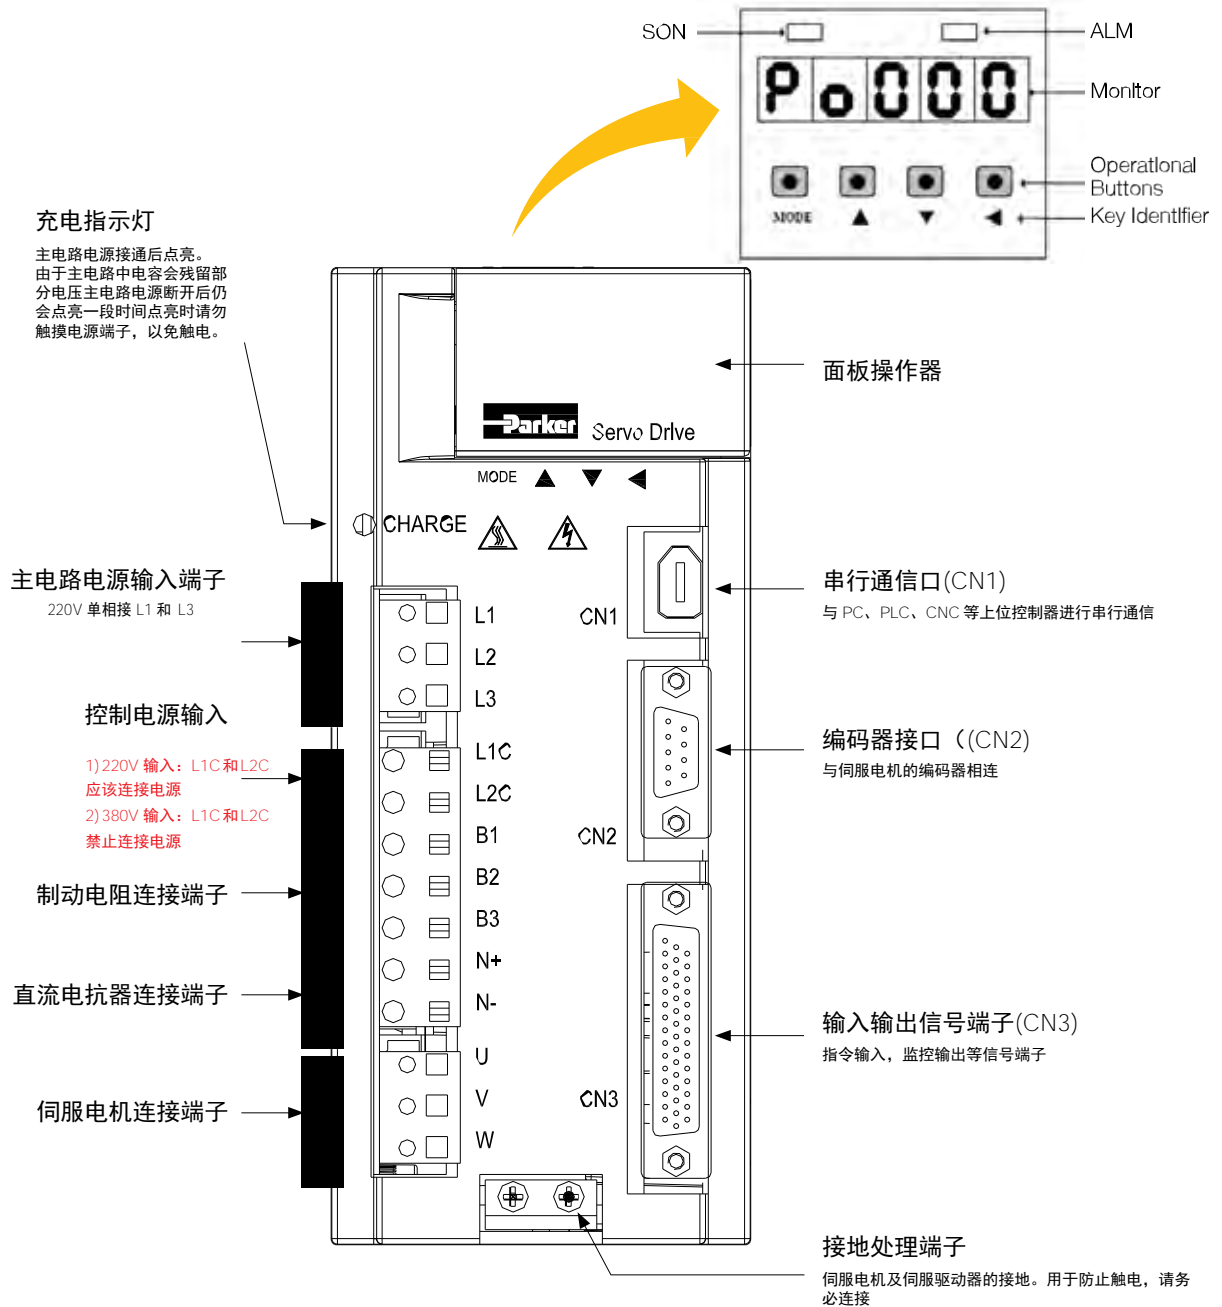 SON
ALM
Po000
Monitor
Operational
Buttons
MODE
Key Identifier
充电指示灯
主电路电源接通后点亮。
由于主电路中电容会残留部
分电压主电路电源断开后仍
会点亮一段时间点亮时请勿
触摸电源端子，以免触电。
面板操作器
Parker
Servo Drive
MODE
CHARGE
主电路电源输入端子
220V 单相接 L1 和 L3
L1
L2
L3
CN1
串行通信口(CN1)
与 PC、PLC、CNC 等上位控制器进行串行通信
控制电源输入
1)220V 输入：L1C和L2C
应该连接电源
2)380V 输入：L1C和L2C
禁止连接电源
L1C
L2C
B1
B2
B3
N+
N-
CN2
编码器接口（(CN2)
与伺服电机的编码器相连
制动电阻连接端子
直流电抗器连接端子
伺服电机连接端子
U
V
W
CN3
输入输出信号端子(CN3)
指令输入，监控输出等信号端子
接地处理端子
伺服电机及伺服驱动器的接地。用于防止触电，请务
必连接